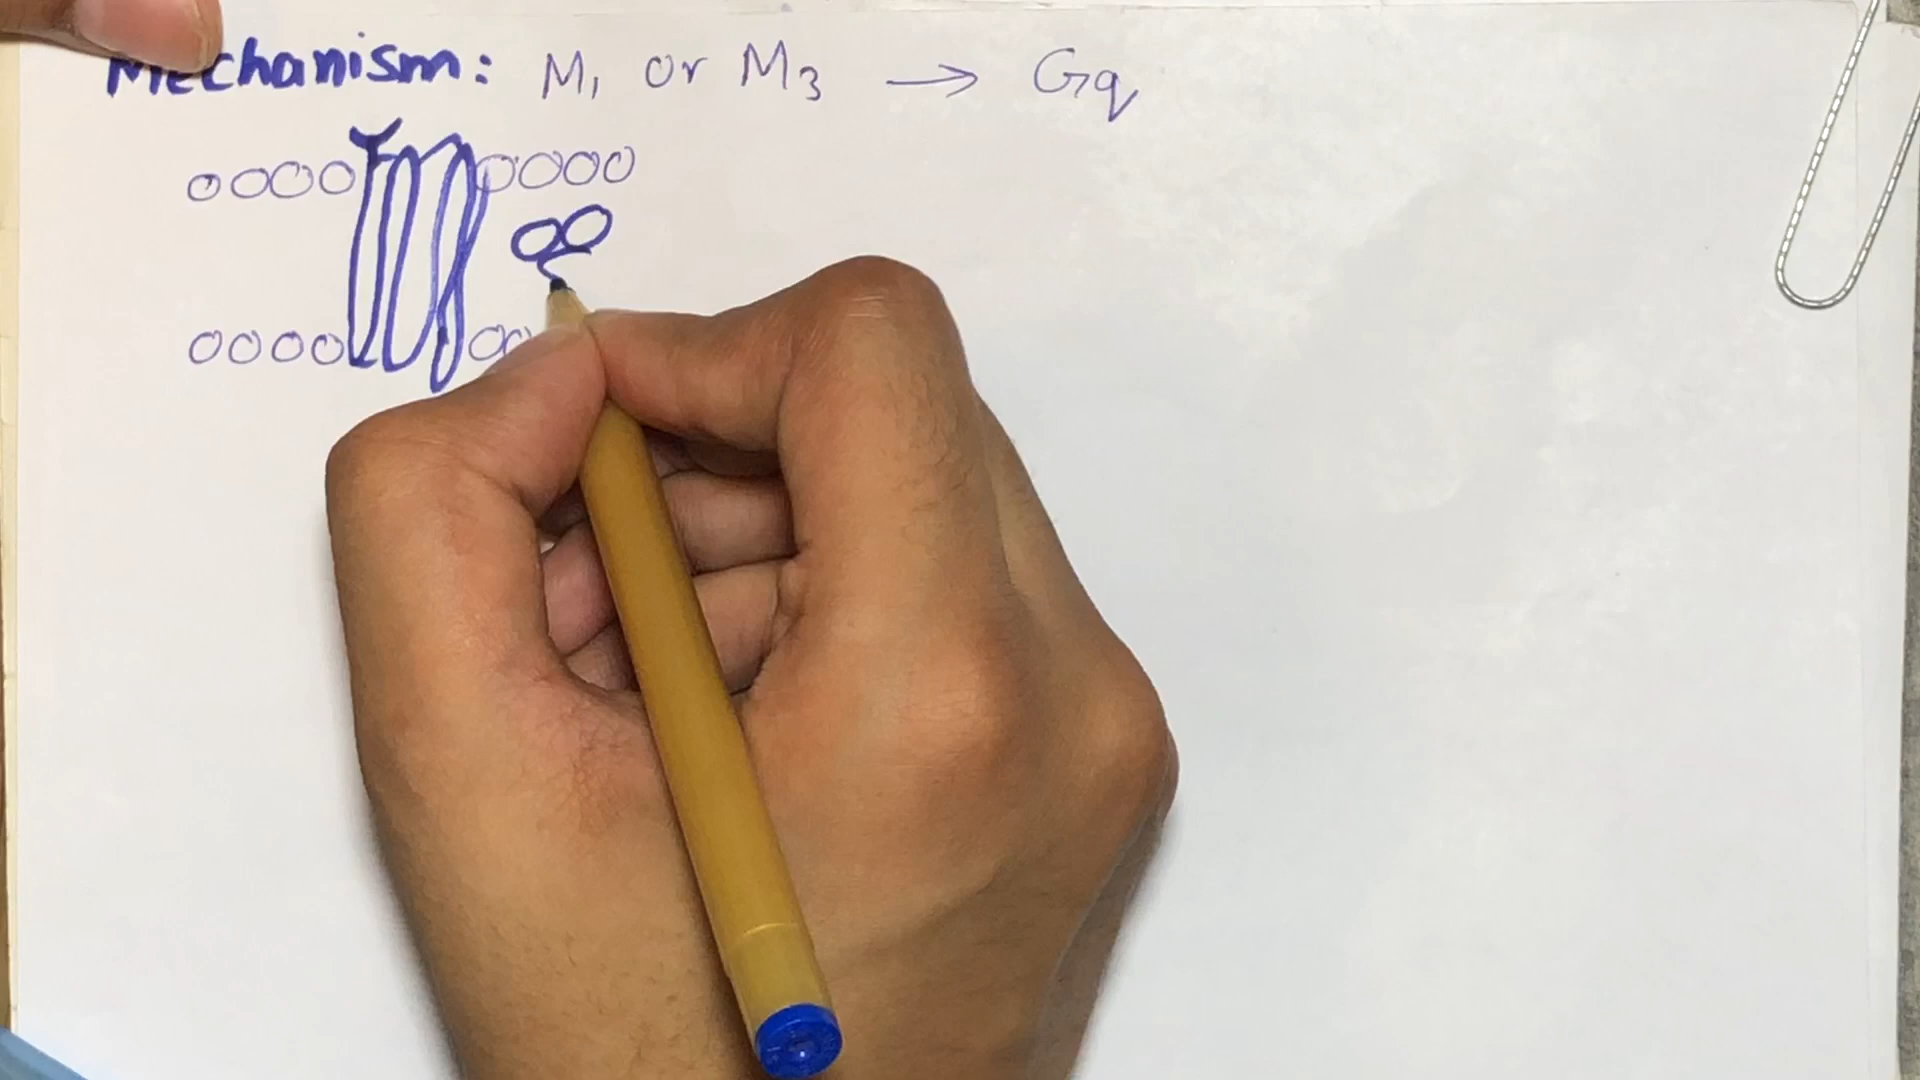 Mechanism: M₁ or M₃ → Gq